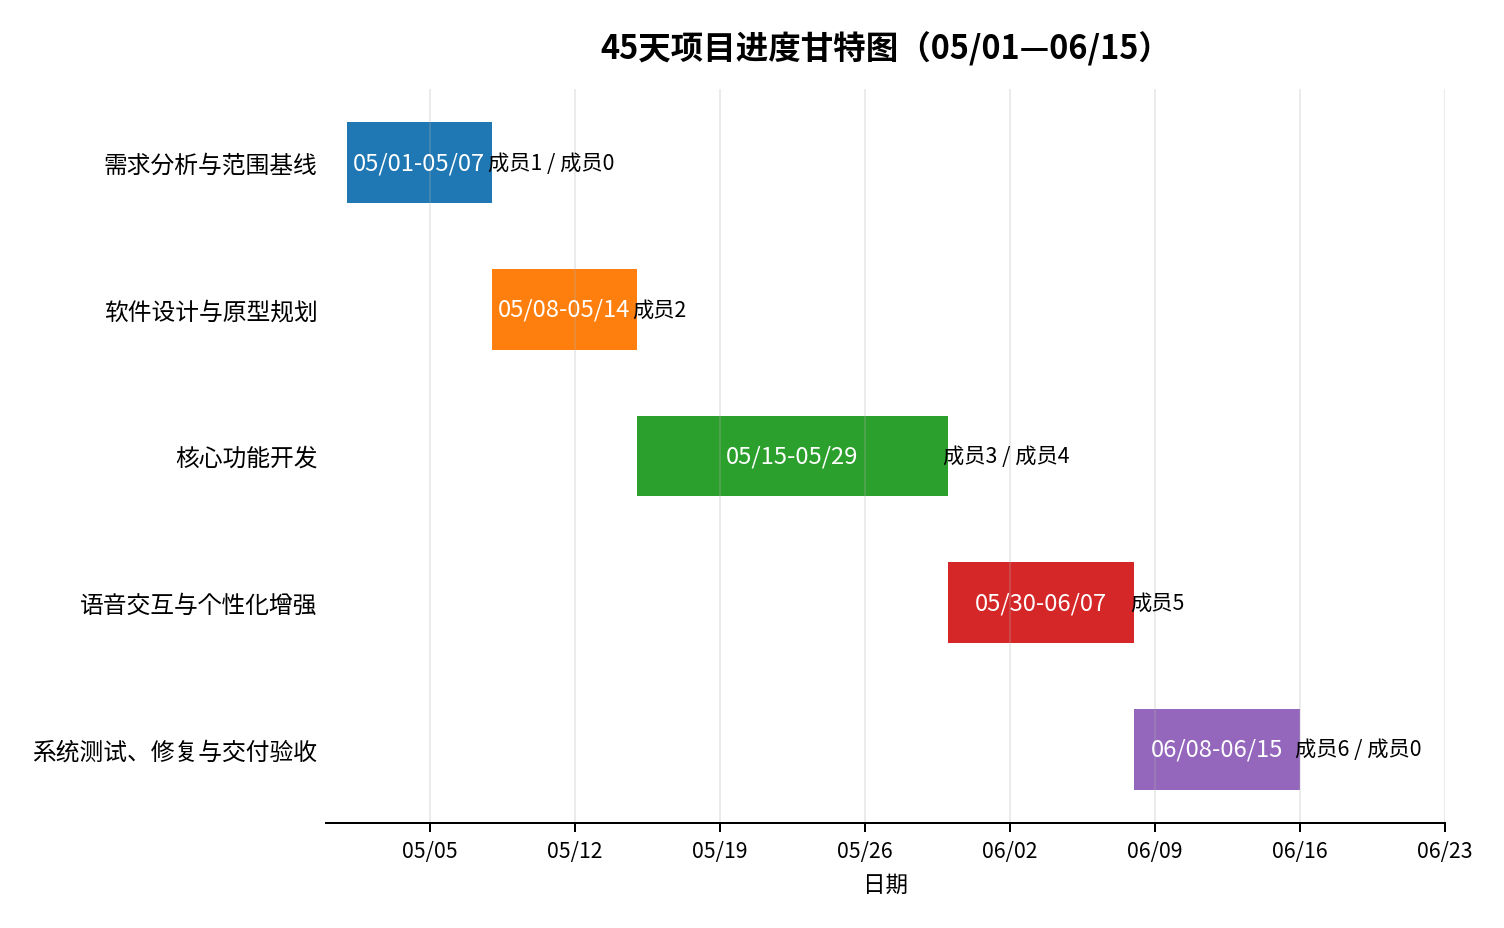 45天项目进度甘特图（05/01—06/15）
需求分析与范围基线
05/01-05/07
成员1 / 成员0
软件设计与原型规划
05/08-05/14
成员2
核心功能开发
05/15-05/29
成员3 / 成员4
语音交互与个性化增强
05/30-06/07
成员5
系统测试、修复与交付验收
06/08-06/15
成员6 / 成员0
05/05 05/12 05/19 05/26 06/02 06/09 06/16 06/23
日期